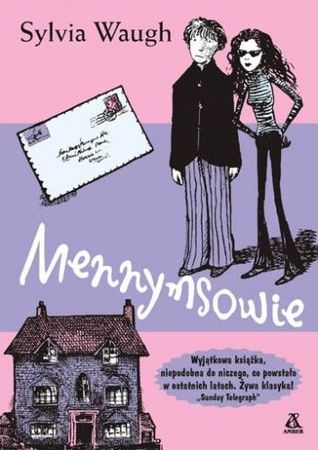 Sylvia Waugh
Mennymsowie
Wyjątkowa książka,
niepodobna do niczego, co powstało
w ostatnich latach. Żywa klasyka!
„Sunday Telegraph"
AMBER